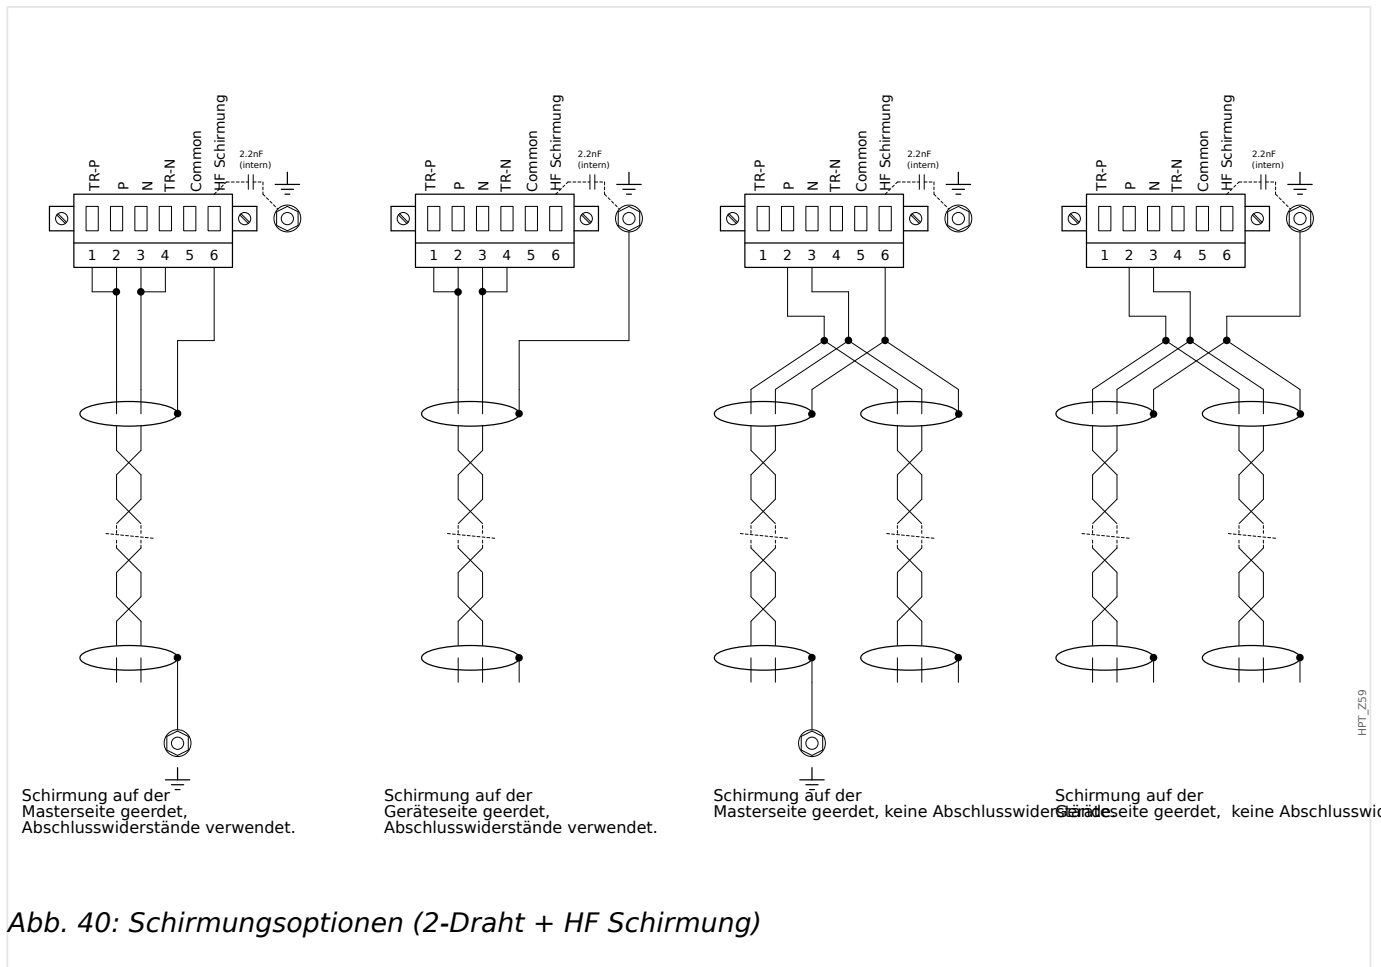 TR-P
P
N
TR-N
Common
HF Schirmung
2.2nF
(intern)
1 2 3 4 5 6
TR-P
P
N
TR-N
Common
HF Schirmung
2.2nF
(intern)
1 2 3 4 5 6
TR-P
P
N
TR-N
Common
HF Schirmung
2.2nF
(intern)
1 2 3 4 5 6
TR-P
P
N
TR-N
Common
HF Schirmung
2.2nF
(intern)
1 2 3 4 5 6
HPT_Z59
Schirmung auf der
Masterseite geerdet,
Abschlusswiderstände verwendet.
Schirmung auf der
Geräteseite geerdet,
Abschlusswiderstände verwendet.
Schirmung auf der
Masterseite geerdet, keine Abschlusswiderstände.
Schirmung auf der
Geräteseite geerdet, keine Abschlusswid
Abb. 40: Schirmungsoptionen (2-Draht + HF Schirmung)